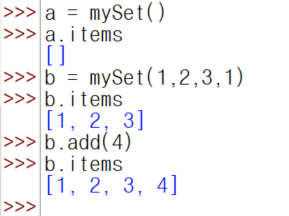 >>> a = mySet()
>>> a.items
[]
>>> b = mySet(1,2,3,1)
>>> b.items
[1, 2, 3]
>>> b.add(4)
>>> b.items
[1, 2, 3, 4]
>>>